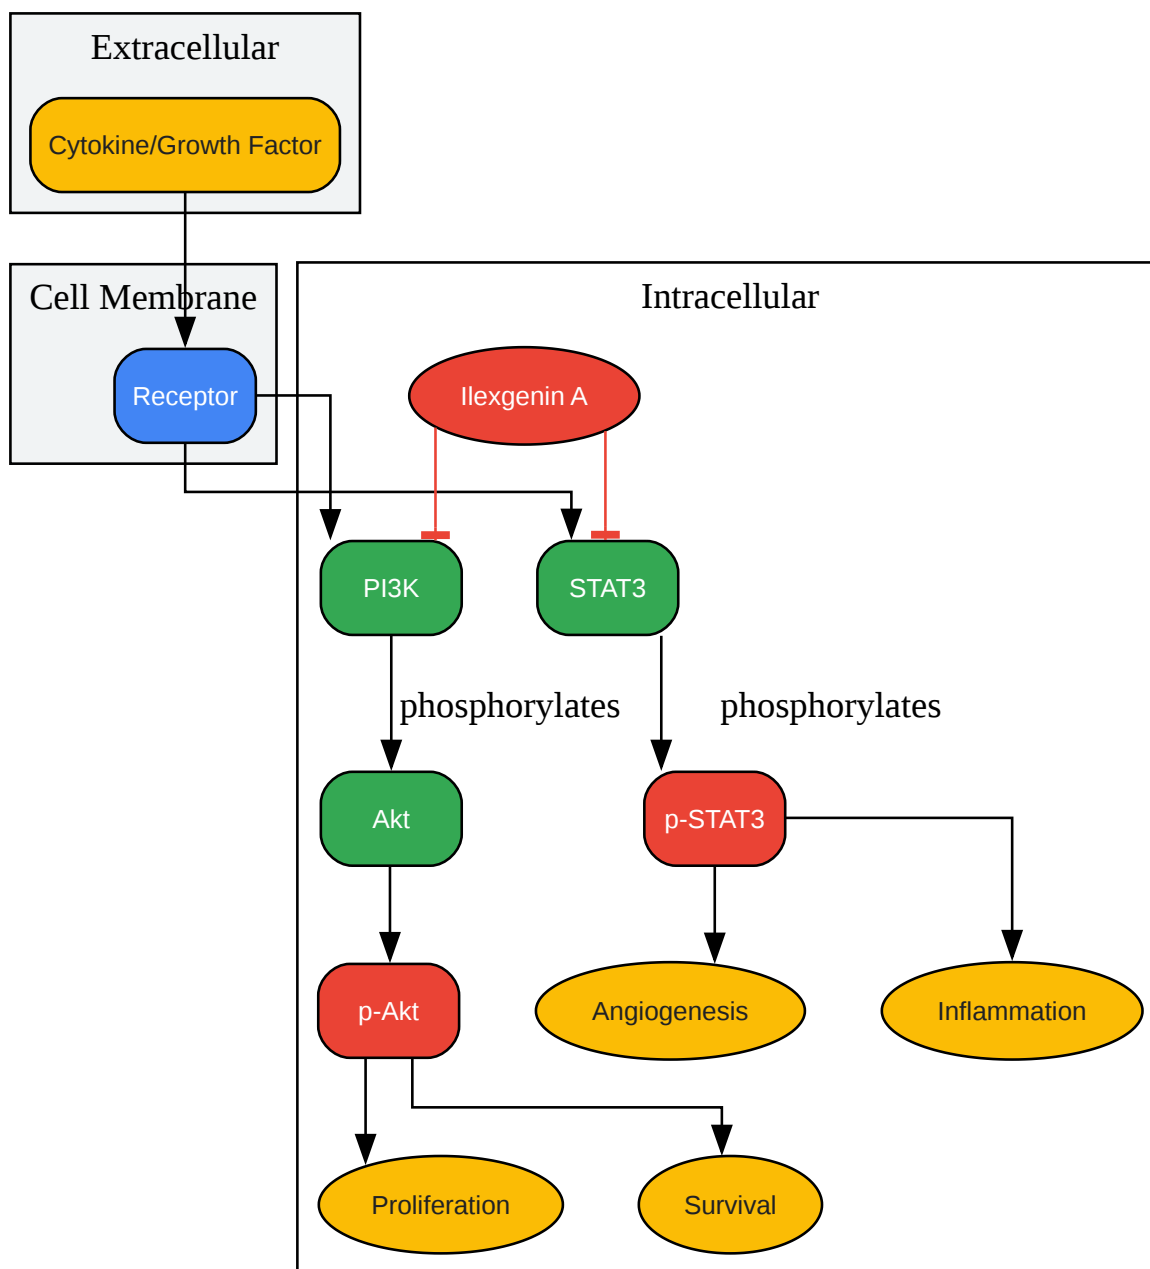 Extracellular
Cytokine/Growth Factor
Cell Membrane
Intracellular
Receptor
Ilexgenin A
PI3K
STAT3
phosphorylates
phosphorylates
Akt
p-STAT3
p-Akt
Angiogenesis
Inflammation
Proliferation
Survival